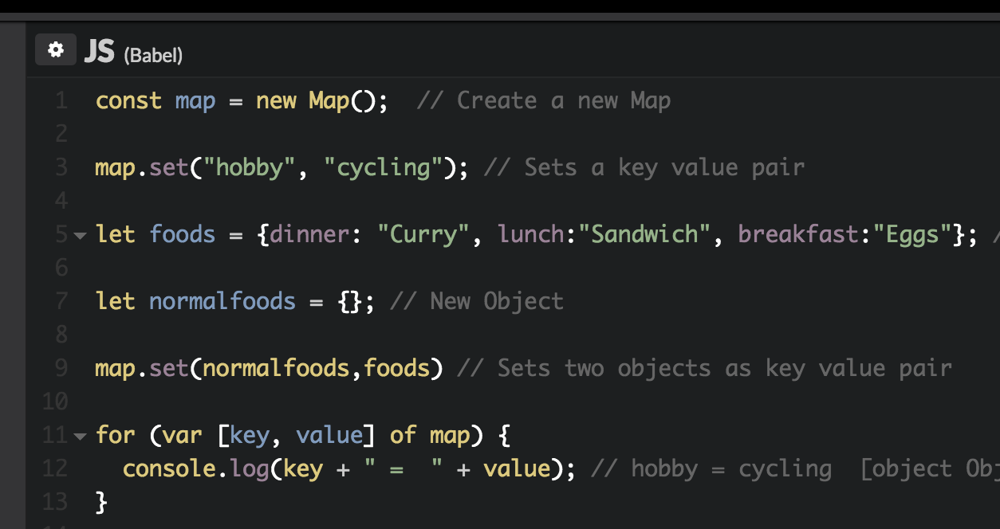 JS (Babel)
1 const map = new Map();  // Create a new Map
2
3 map.set("hobby", "cycling"); // Sets a key value pair
4
5 let foods = {dinner: "Curry", lunch:"Sandwich", breakfast:"Eggs"}; /
6
7 let normalfoods = {}; // New Object
8
9 map.set(normalfoods,foods) // Sets two objects as key value pair
10
11 for (var [key, value] of map) {
12   console.log(key + " =  " + value); // hobby = cycling  [object Obj
13 }